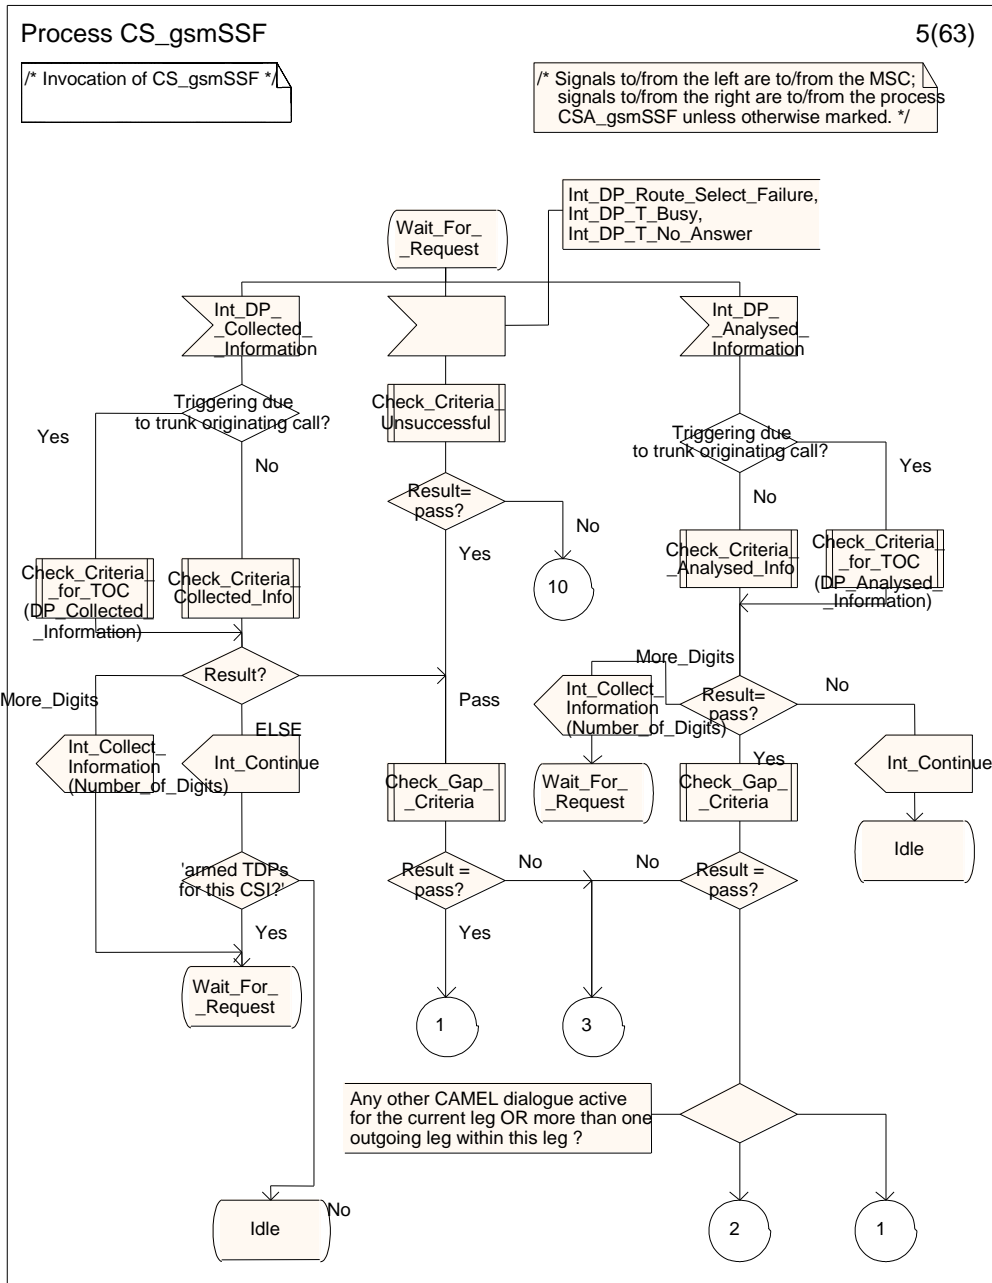 Process CS_gsmSSF
5(63)
/* Invocation of CS_gsmSSF */
/* Signals to/from the left are to/from the MSC;
signals to/from the right are to/from the process
CSA_gsmSSF unless otherwise marked. */
Int_DP_Route_Select_Failure,
Int_DP_T_Busy,
Int_DP_T_No_Answer
Wait_For_
_Request
Int_DP_
_Collected_
_Information
Int_DP_
_Analysed_
Information
Triggering due
to trunk originating call?
Yes
No
Check_Criteria_
Unsuccessful
Triggering due
to trunk originating call?
Yes
No
Result=
pass?
No
Yes
10
Check_Criteria_
_for_TOC
(DP_Collected_
_Information)
Check_Criteria_
Collected_Info
Check_Criteria_
_Analysed_Info
Check_Criteria_
_for_TOC
(DP_Analysed_
_Information)
Result?
More_Digits
Pass
ELSE
More_Digits
Result=
pass?
No
Yes
Int_Collect_
Information
(Number_of_Digits)
Int_Continue
Int_Collect_
Information
(Number_of_Digits)
Int_Continue
Check_Gap_
_Criteria
Wait_For_
_Request
Check_Gap_
_Criteria
Idle
'armed TDPs
for this CSI?'
Yes
Result =
pass?
No
Yes
No
Result =
pass?
Wait_For_
_Request
1
3
Any other CAMEL dialogue active
for the current leg OR more than one
outgoing leg within this leg ?
No
Idle
2
1